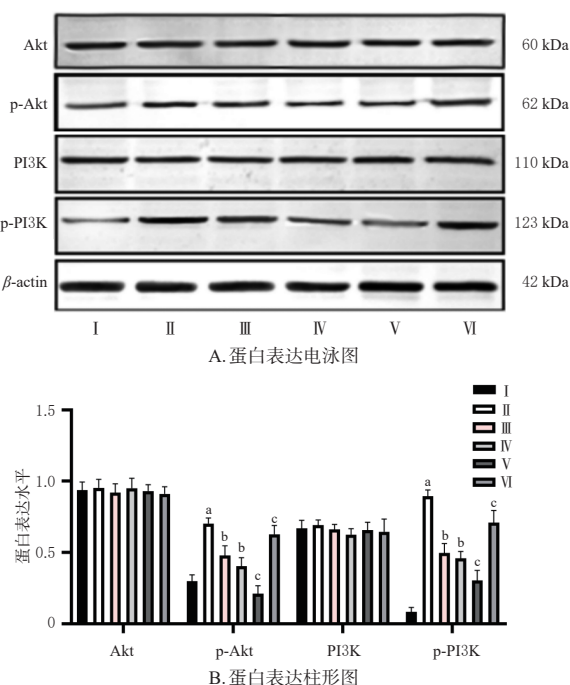 Akt 60 kDa
p-Akt 62 kDa
PI3K 110 kDa
p-PI3K 123 kDa
β-actin 42 kDa
Ⅰ Ⅱ Ⅲ Ⅳ Ⅴ Ⅵ
A.蛋白表达电泳图
Ⅰ
Ⅱ
Ⅲ
Ⅳ
Ⅴ
Ⅵ
蛋白表达水平
1.5
1.0
0.5
0
a b b c c
a b b c c
Akt p-Akt PI3K p-PI3K
B.蛋白表达柱形图